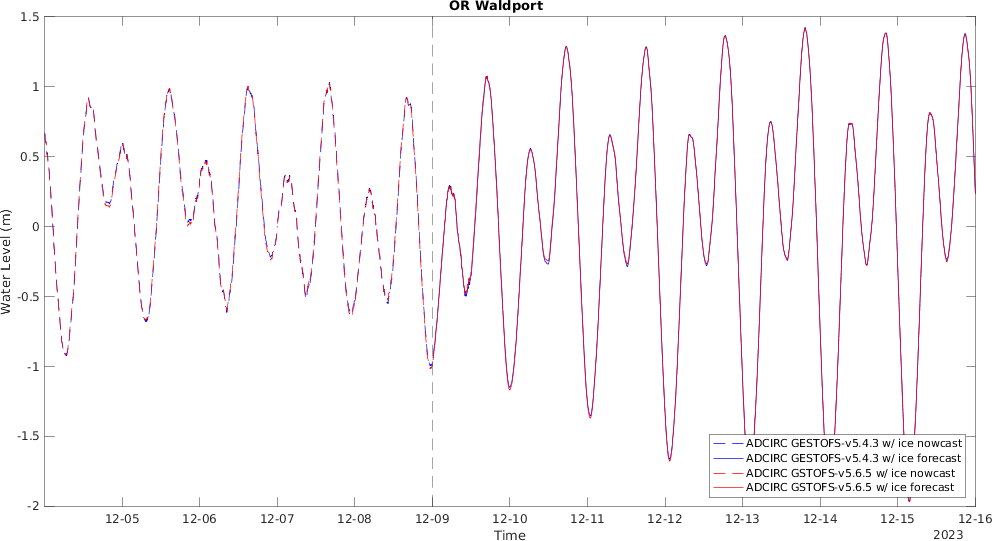 OR Waldport
1.5
1
0.5
0
-0.5
-1
-1.5
-2
Water Level (m)
12-05 12-06 12-07 12-08 12-09 12-10 12-11 12-12 12-13 12-14 12-15 12-16
Time
2023
ADCIRC GESTOFS-v5.4.3 w/ ice nowcast
ADCIRC GESTOFS-v5.4.3 w/ ice forecast
ADCIRC GSTOFS-v5.6.5 w/ ice nowcast
ADCIRC GSTOFS-v5.6.5 w/ ice forecast